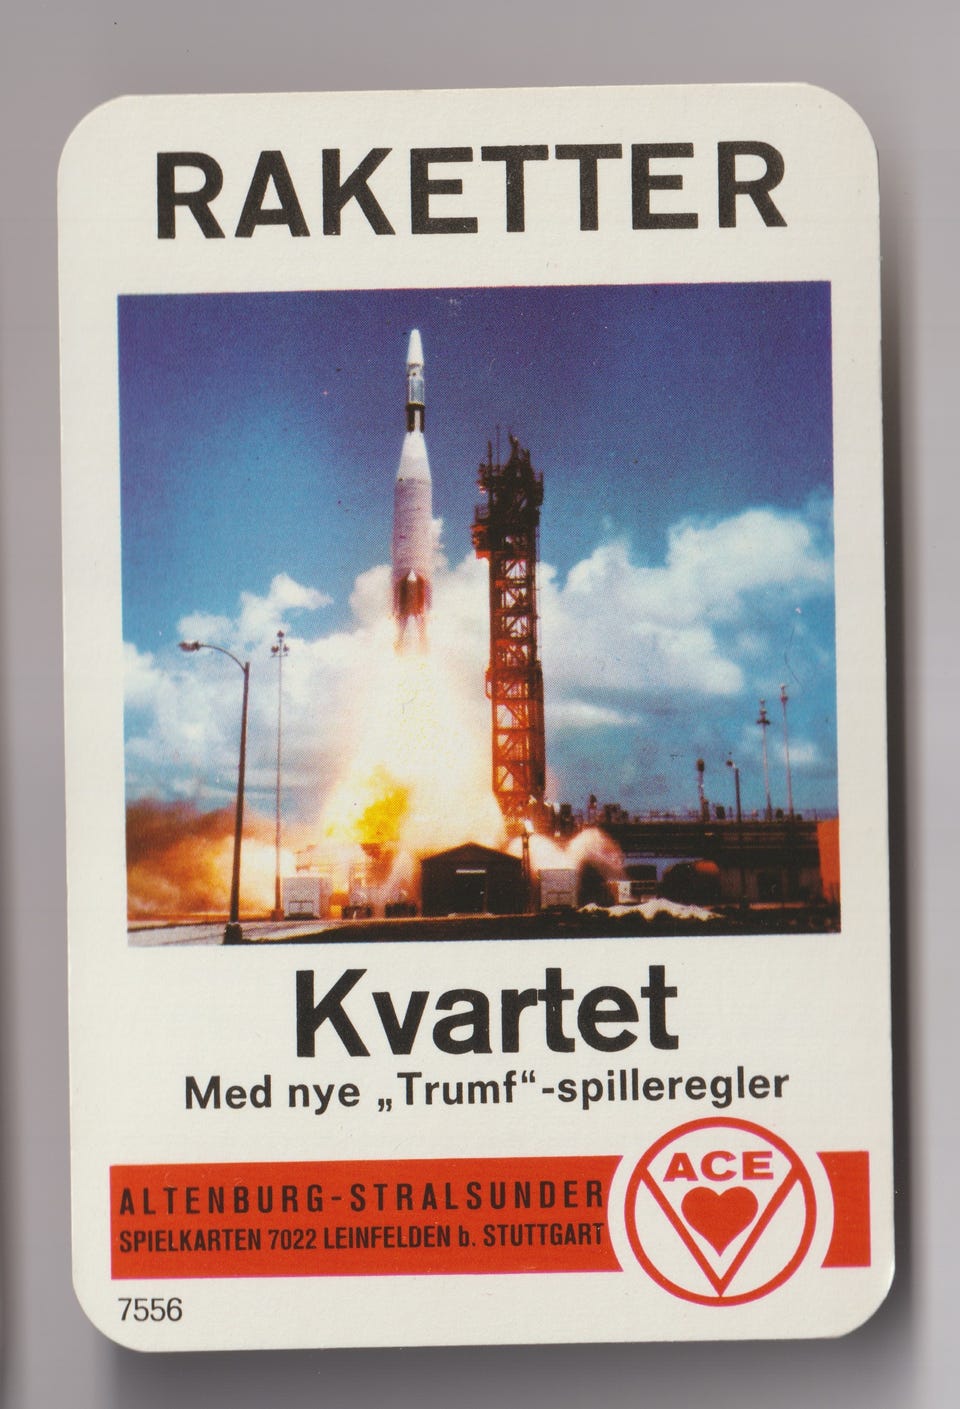 RAKETTER
Kvartet
Med nye „Trumf“-spilleregler
ACE
ALTENBURG-STRALSUNDER
SPIELKARTEN 7022 LEINFELDEN b. STUTTGART
7556